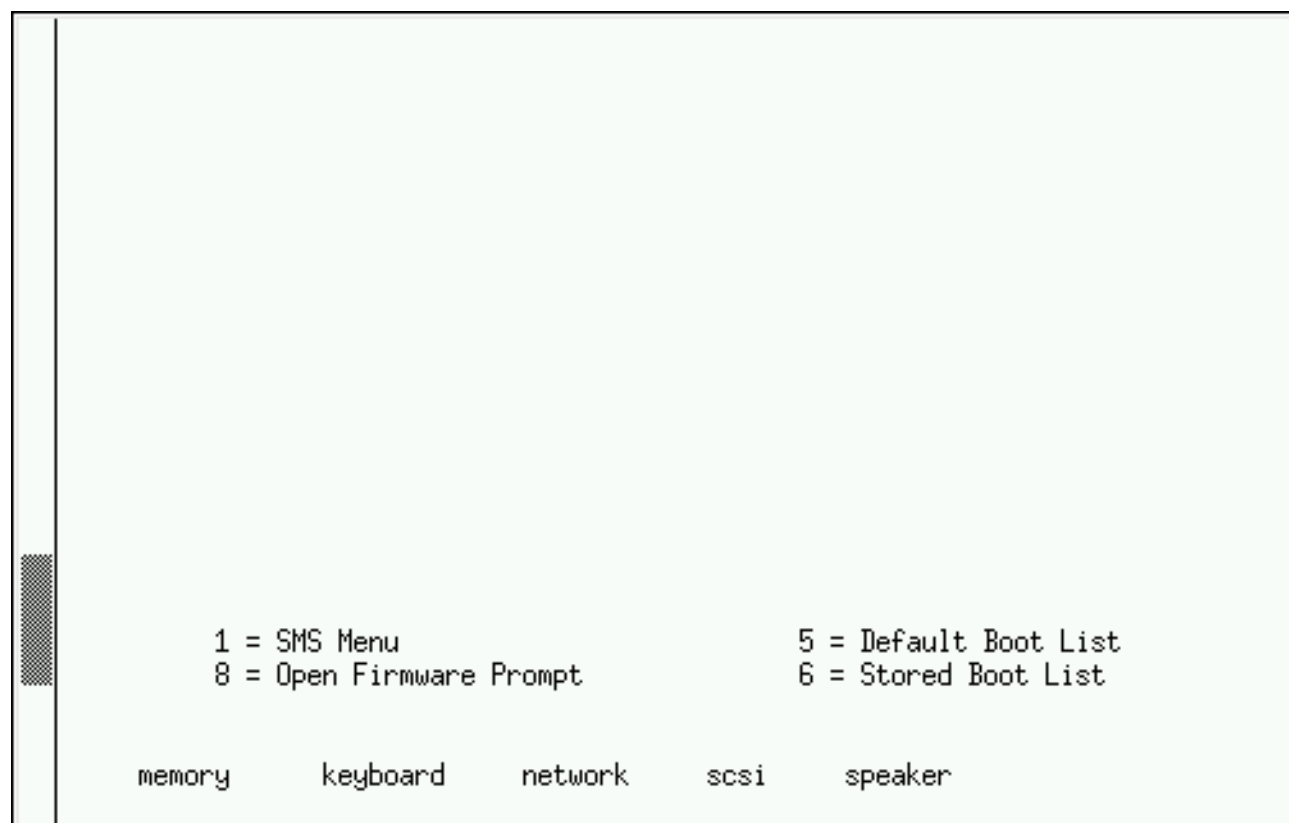 1 = SMS Menu 5 = Default Boot List
8 = Open Firmware Prompt 6 = Stored Boot List
memory keyboard network scsi speaker